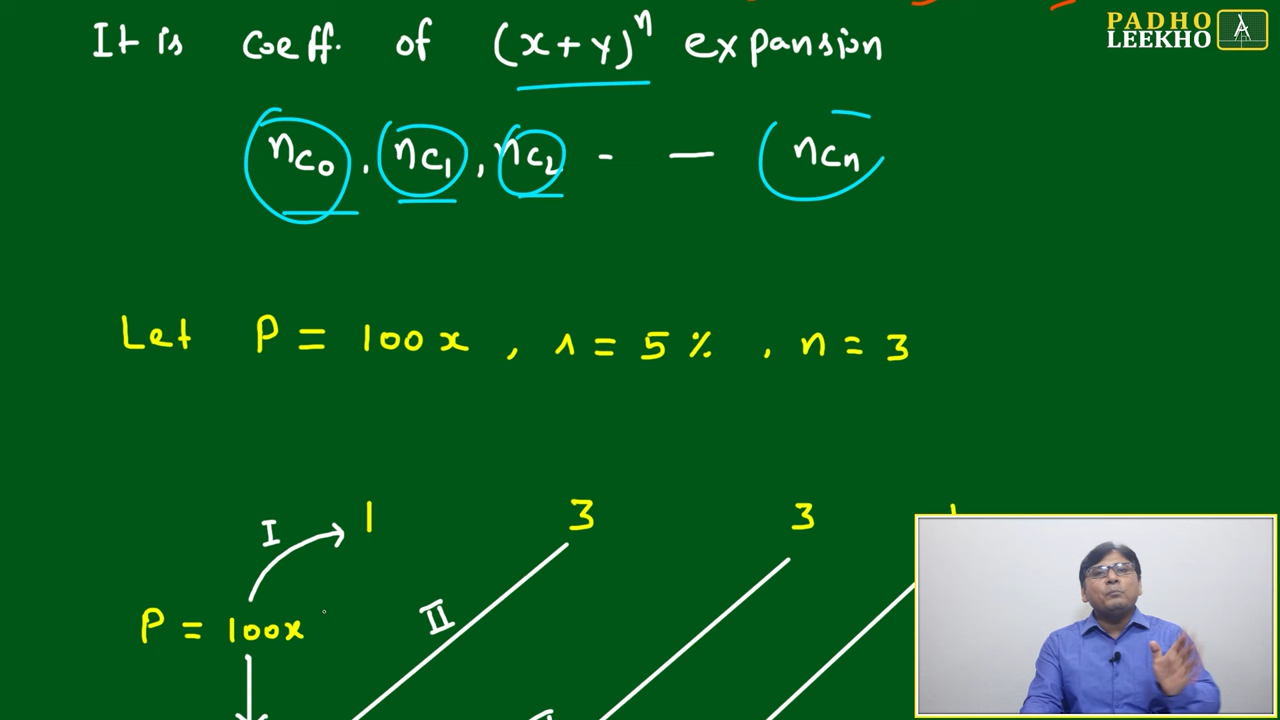 PADHO
LEEKHO
It is coeff. of (x+y)^n expansion
nC0, nC1, nC2 - - nCn
Let P = 100x, r = 5%, n = 3
I 1 3 3 1
II
P = 100x